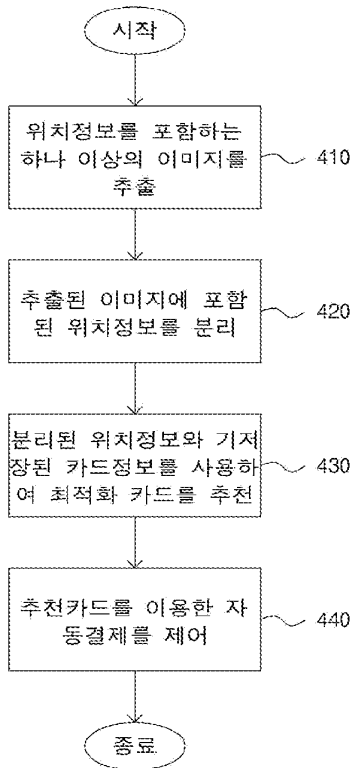 시작
위치정보를 포함하는
하나 이상의 이미지를
추출
410
추출된 이미지에 포함
된 위치정보를 분리
420
분리된 위치정보와 기저
장된 카드정보를 사용하
여 최적화 카드를 추천
430
추천카드를 이용한 자
동결제를 제어
440
종료